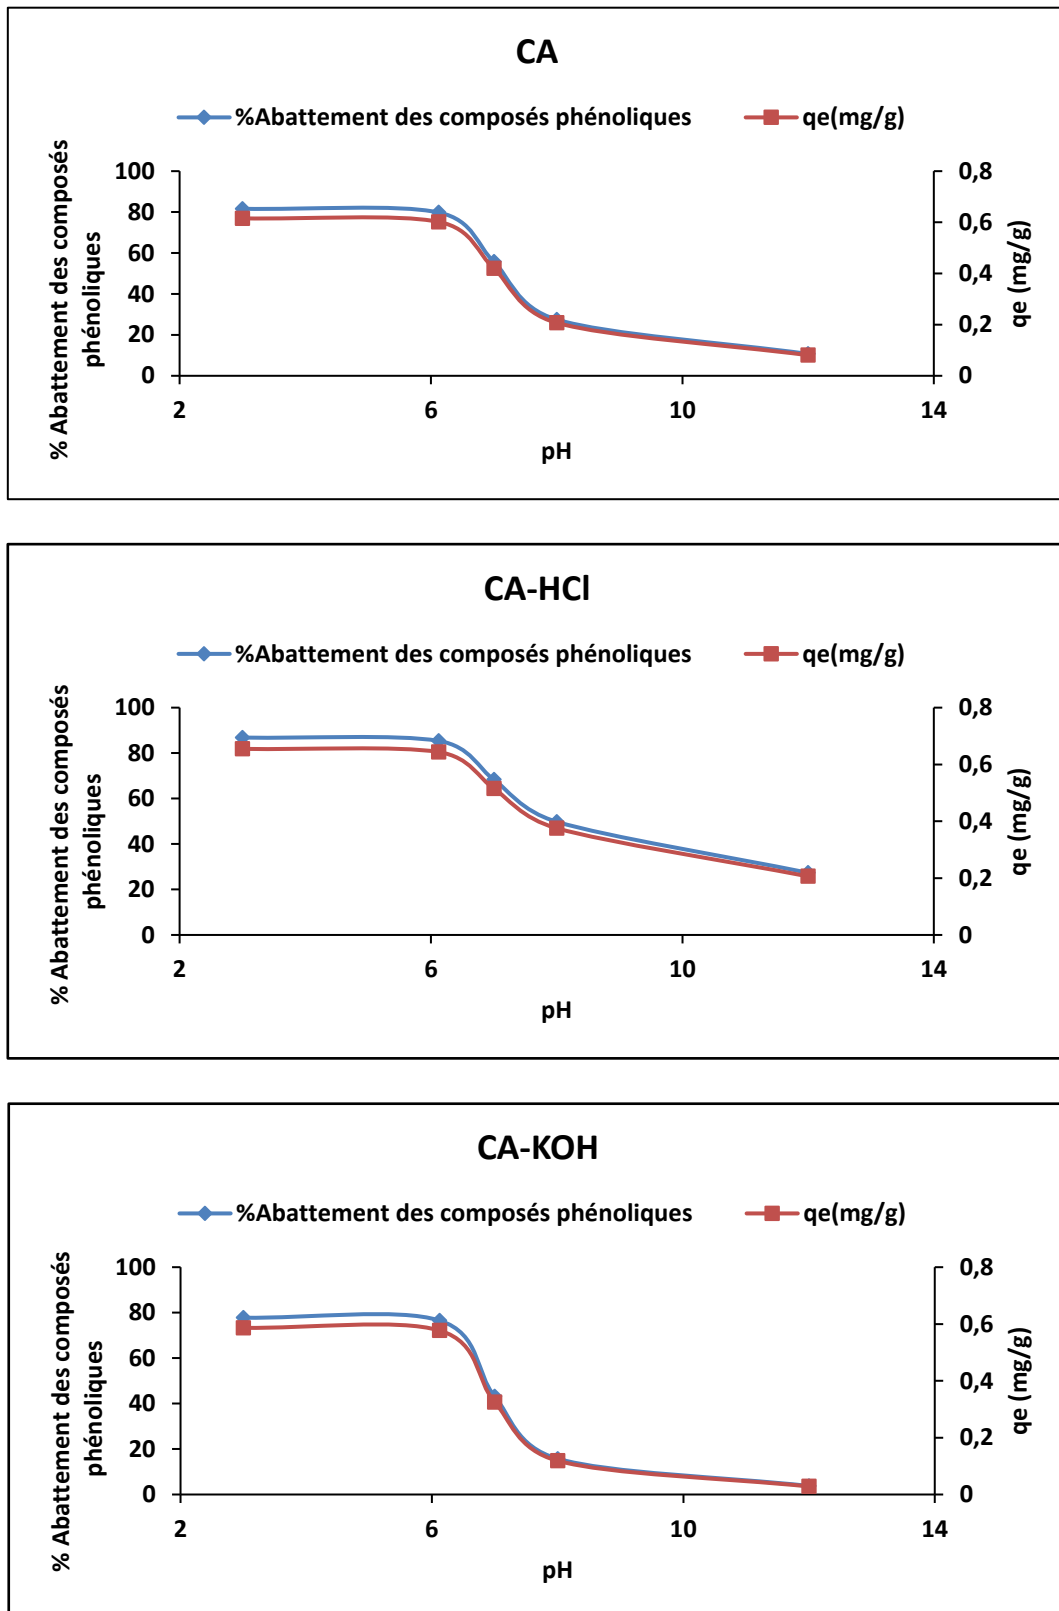 CA
%Abattement des composés phénoliques
qe(mg/g)
% Abattement des composés
phénoliques
100
80
60
40
20
0
0,8
0,6
0,4
0,2
0
qe (mg/g)
2
6
10
14
pH
CA-HCl
%Abattement des composés phénoliques
qe(mg/g)
% Abattement des composés
phénoliques
100
80
60
40
20
0
0,8
0,6
0,4
0,2
0
qe (mg/g)
2
6
10
14
pH
CA-KOH
%Abattement des composés phénoliques
qe(mg/g)
% Abattement des composés
phénoliques
100
80
60
40
20
0
0,8
0,6
0,4
0,2
0
qe (mg/g)
2
6
10
14
pH